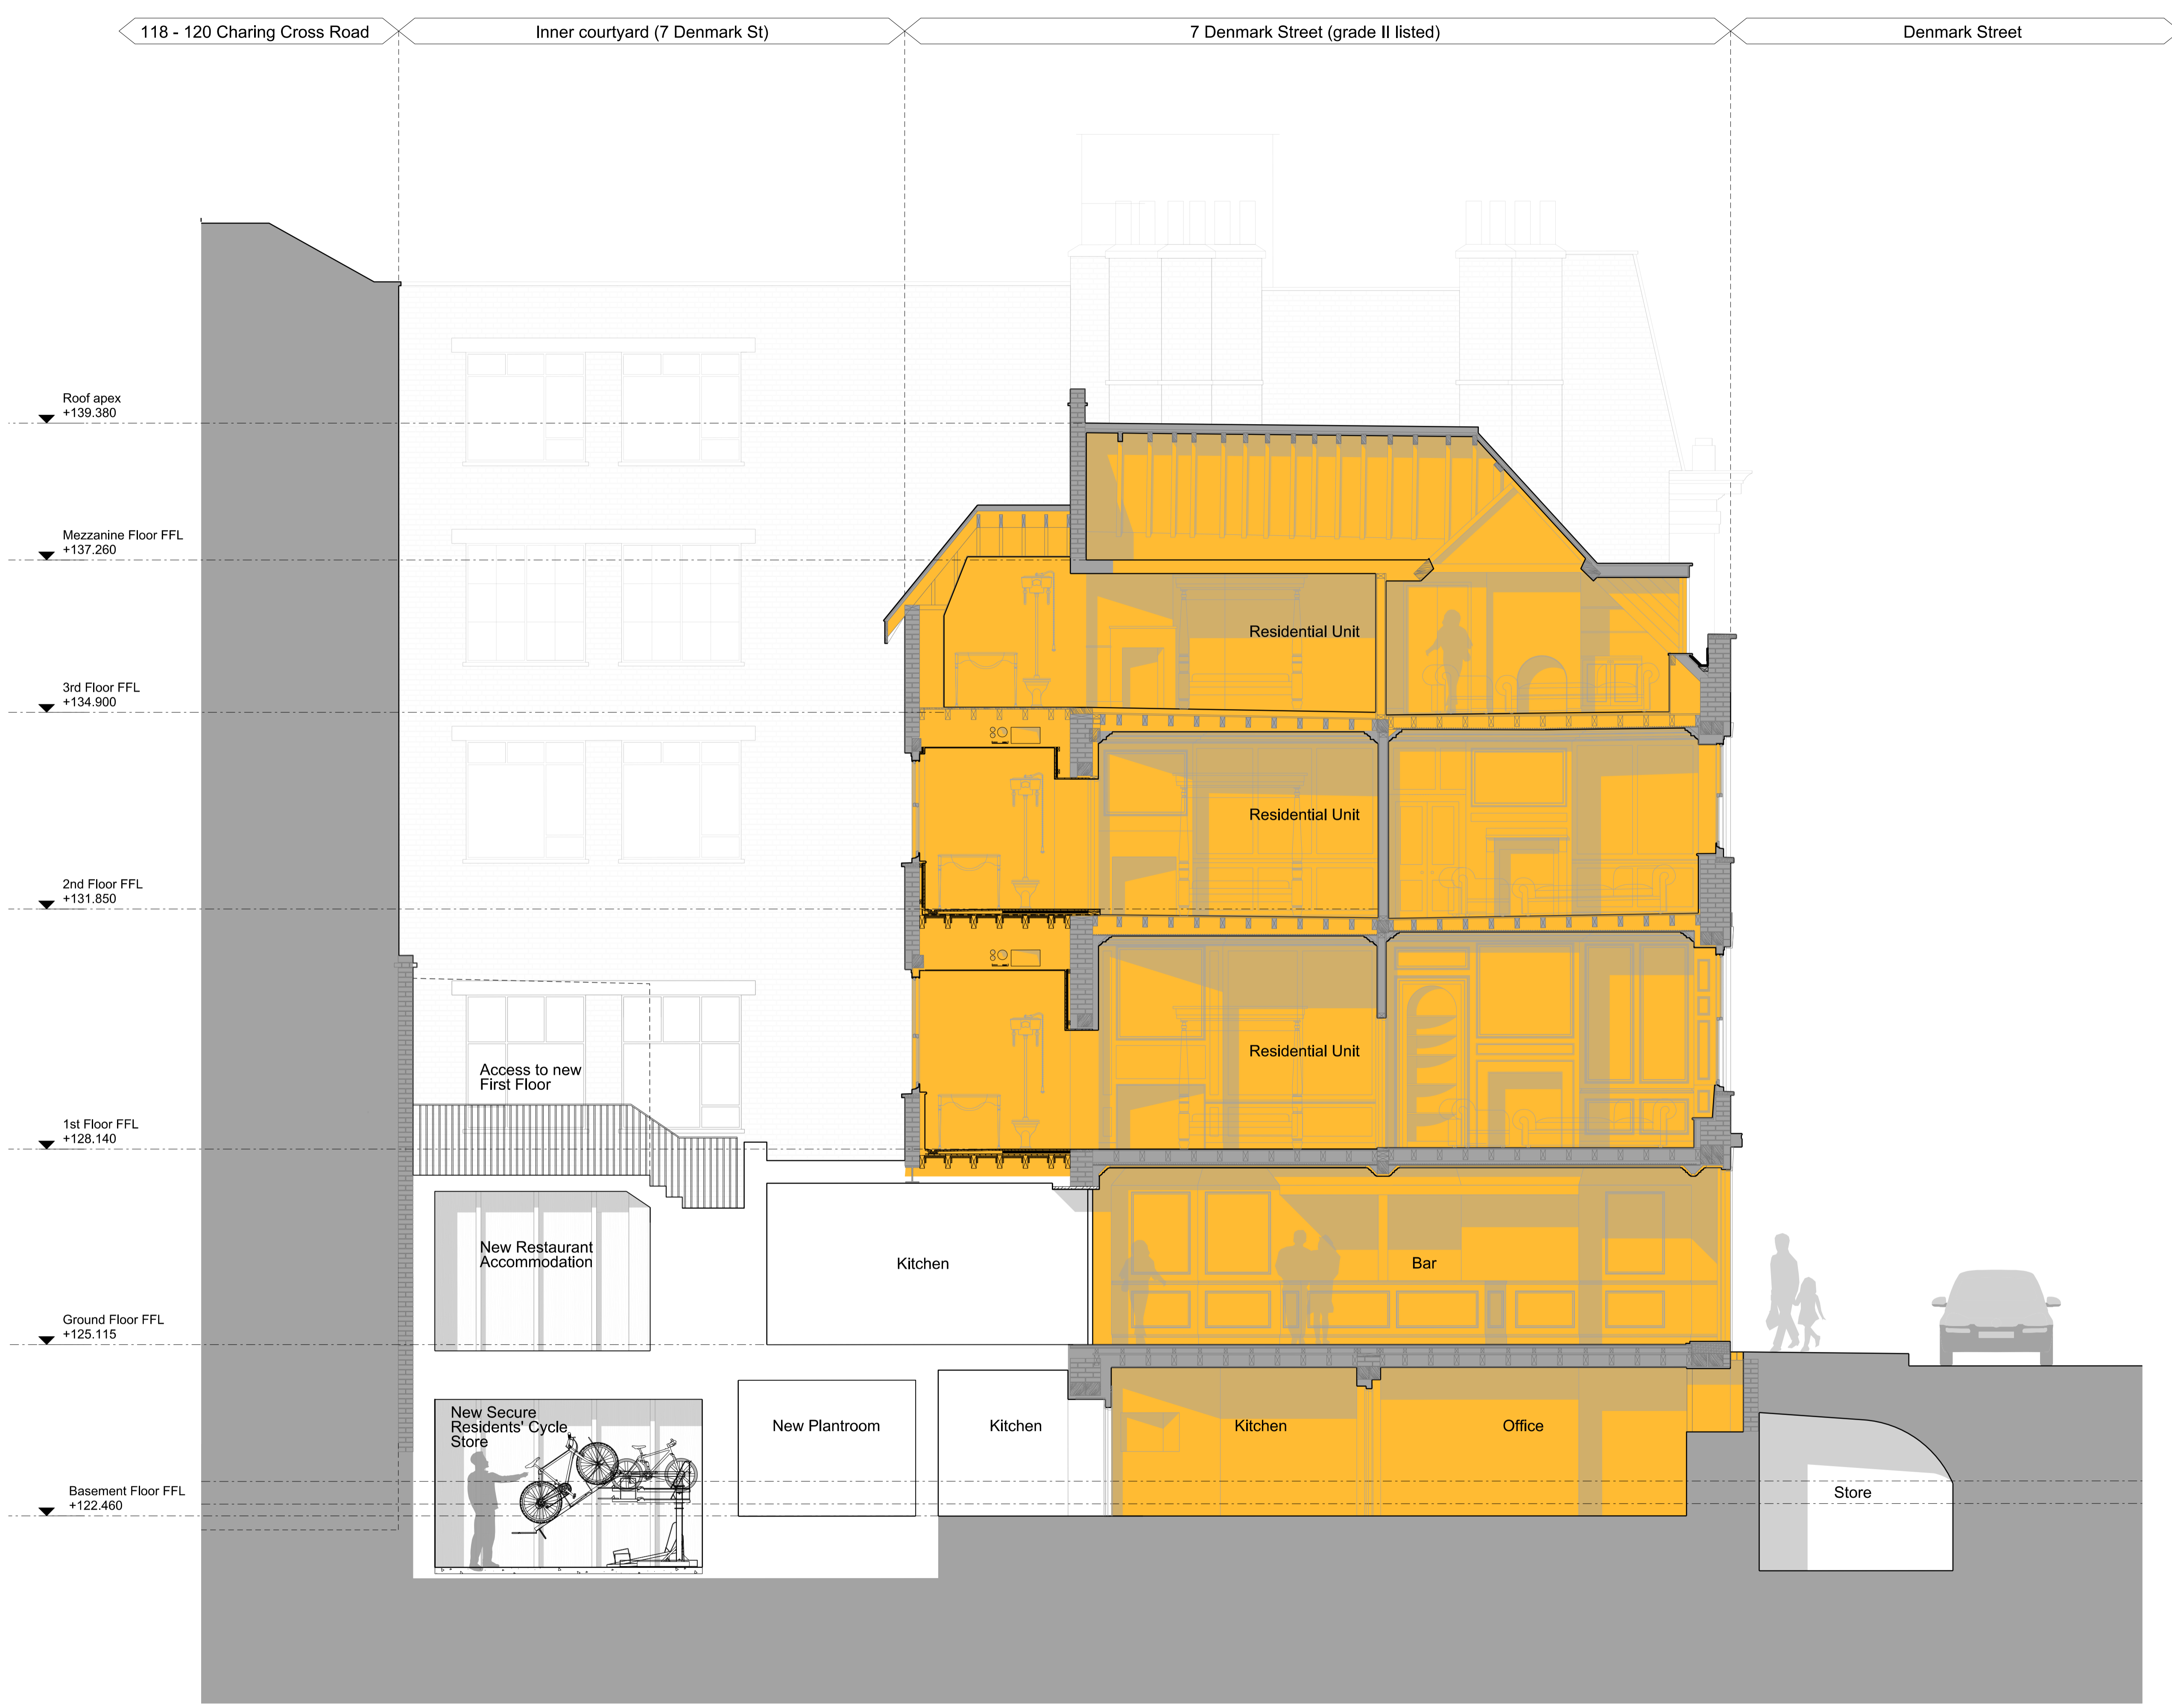 118 - 120 Charing Cross Road
Inner courtyard (7 Denmark St)
7 Denmark Street (grade II listed)
Denmark Street
Roof apex
+139.380
Mezzanine Floor FFL
+137.260
Residential Unit
3rd Floor FFL
+134.900
Residential Unit
2nd Floor FFL
+131.850
Residential Unit
Access to new
First Floor
1st Floor FFL
+128.140
New Restaurant
Accommodation
Kitchen
Bar
Ground Floor FFL
+125.115
New Secure
Residents' Cycle
Store
New Plantroom
Kitchen
Kitchen
Office
Basement Floor FFL
+122.460
Store